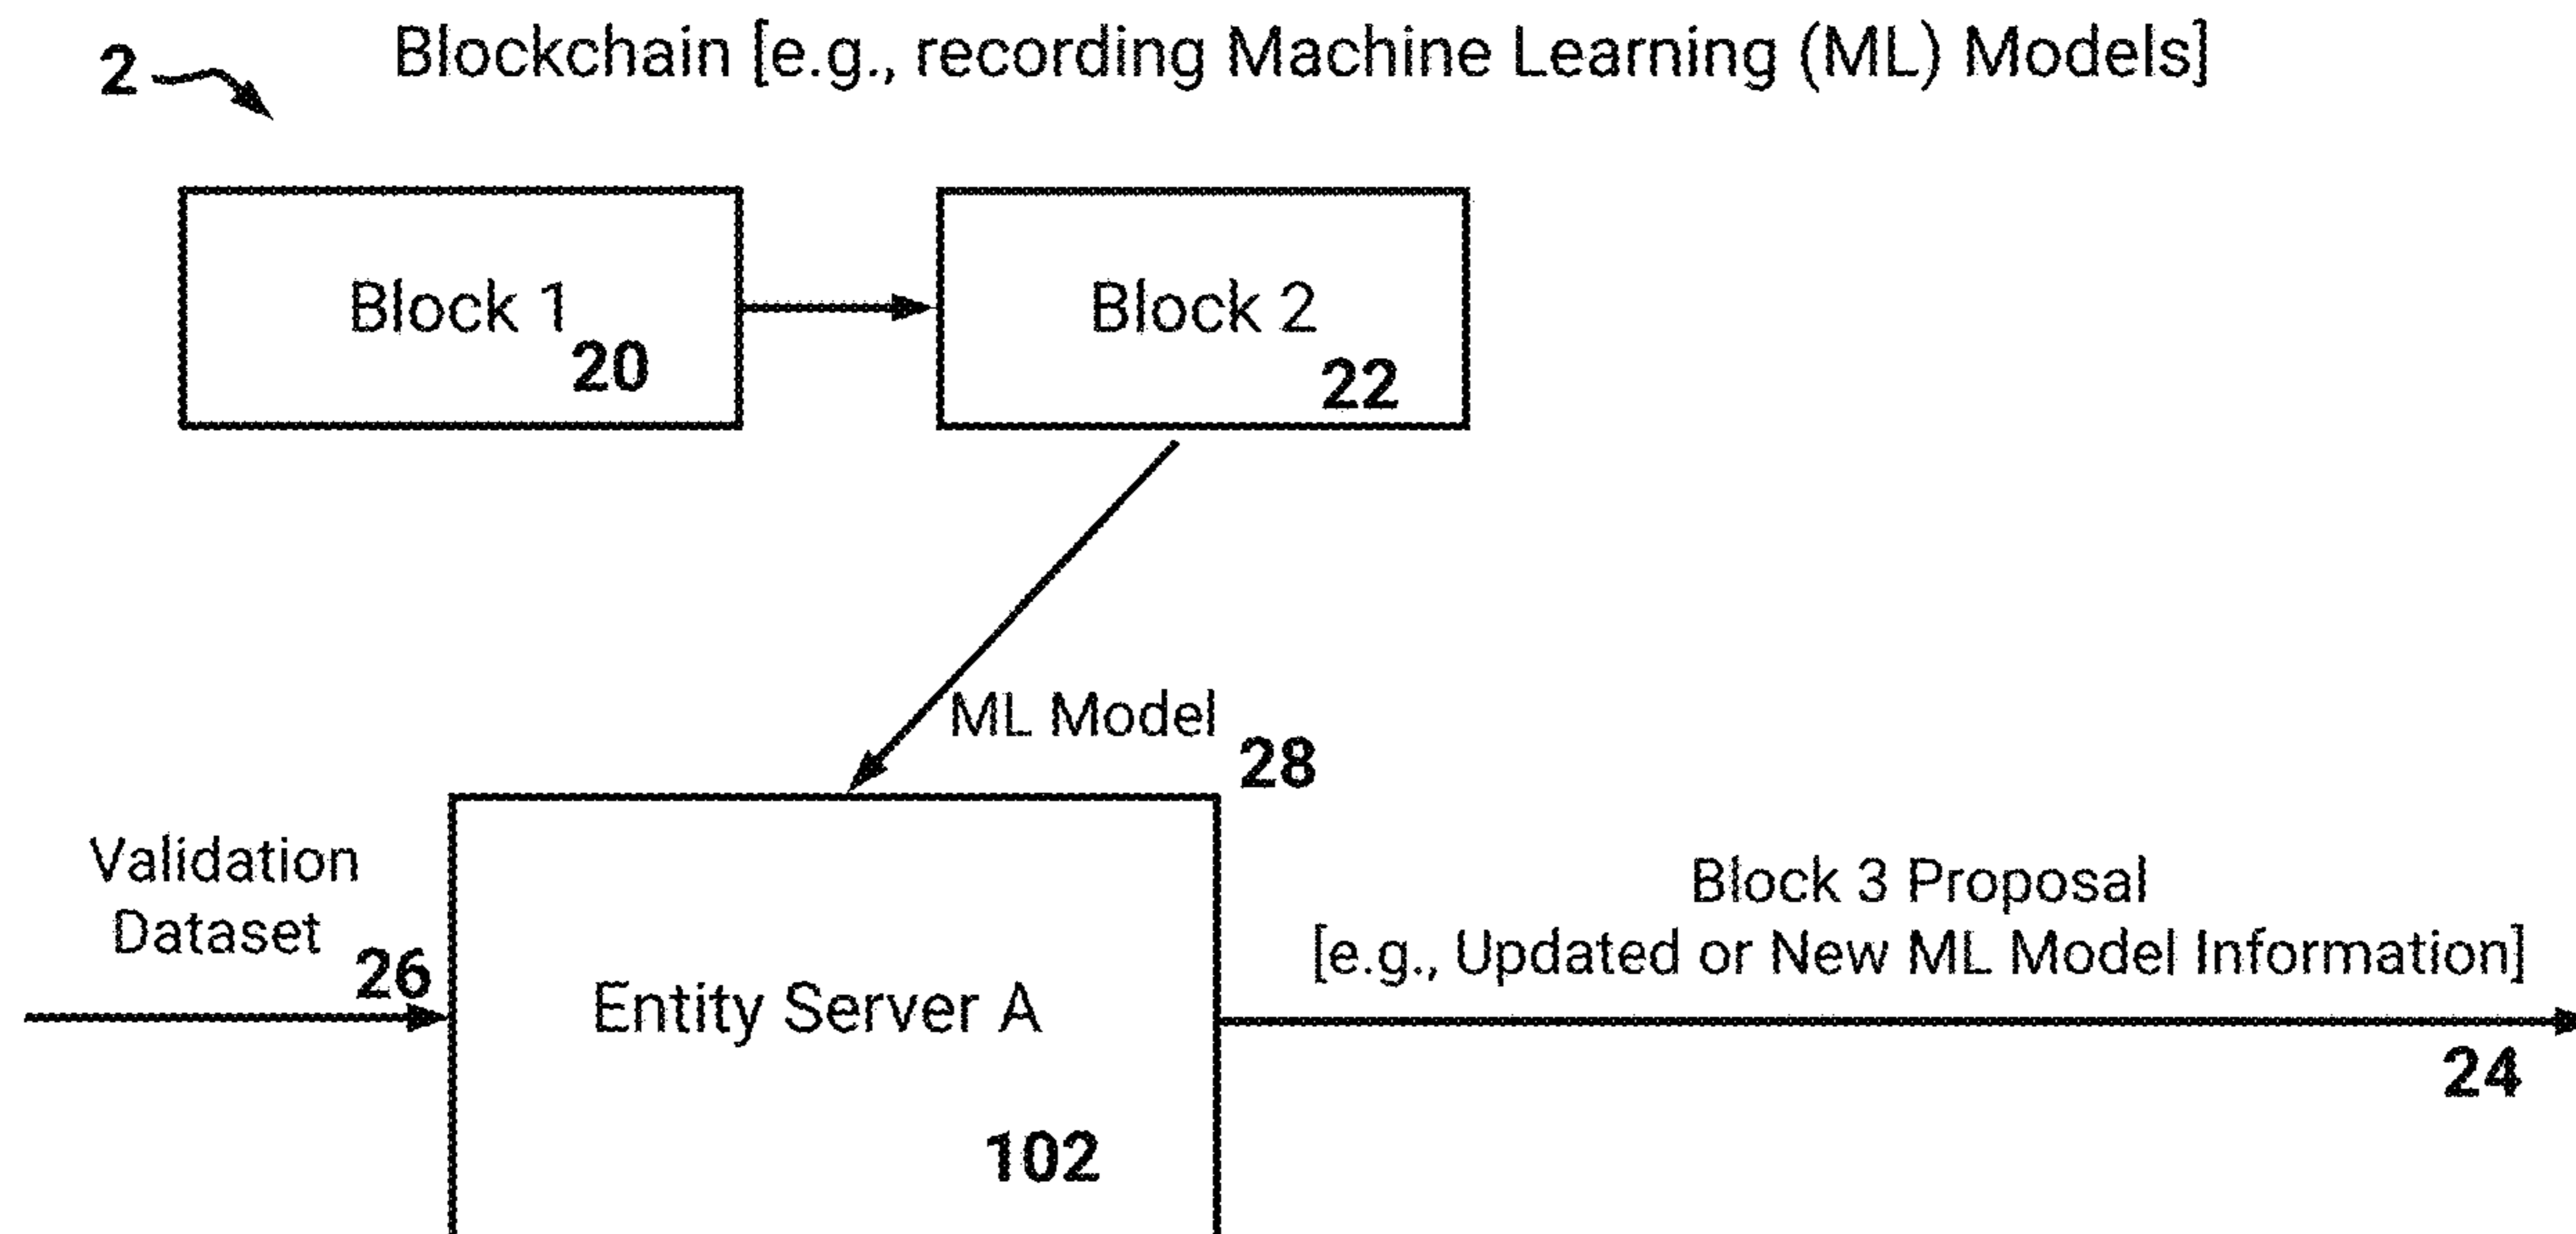 2
Blockchain [e.g., recording Machine Learning (ML) Models]
Block 1
20
Block 2
22
ML Model
28
Validation
Dataset
26
Entity Server A
102
Block 3 Proposal
[e.g., Updated or New ML Model Information]
24